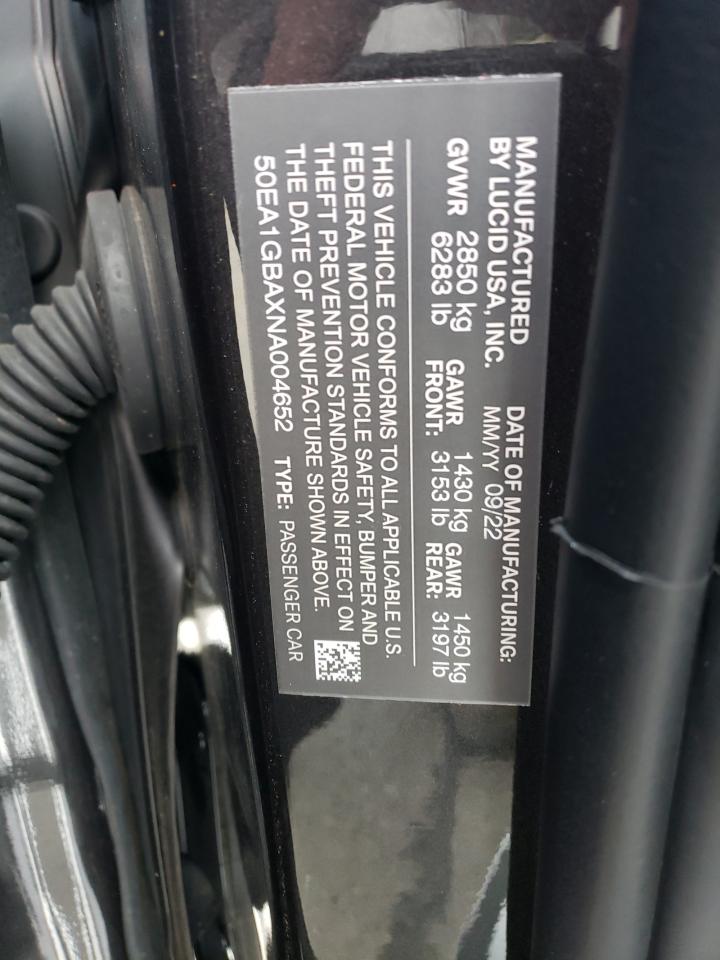 MANUFACTURED
BY LUCID USA, INC.
DATE OF MANUFACTURING:
MM/YY 09/22
GVWR 2850 kg
6283 lb
GAWR 1430 kg
FRONT: 3153 lb
GAWR 1450 kg
REAR: 3197 lb
THIS VEHICLE CONFORMS TO ALL APPLICABLE U.S.
FEDERAL MOTOR VEHICLE SAFETY, BUMPER AND
THEFT PREVENTION STANDARDS IN EFFECT ON
THE DATE OF MANUFACTURE SHOWN ABOVE.
50EA1GBAXNA004652 TYPE: PASSENGER CAR